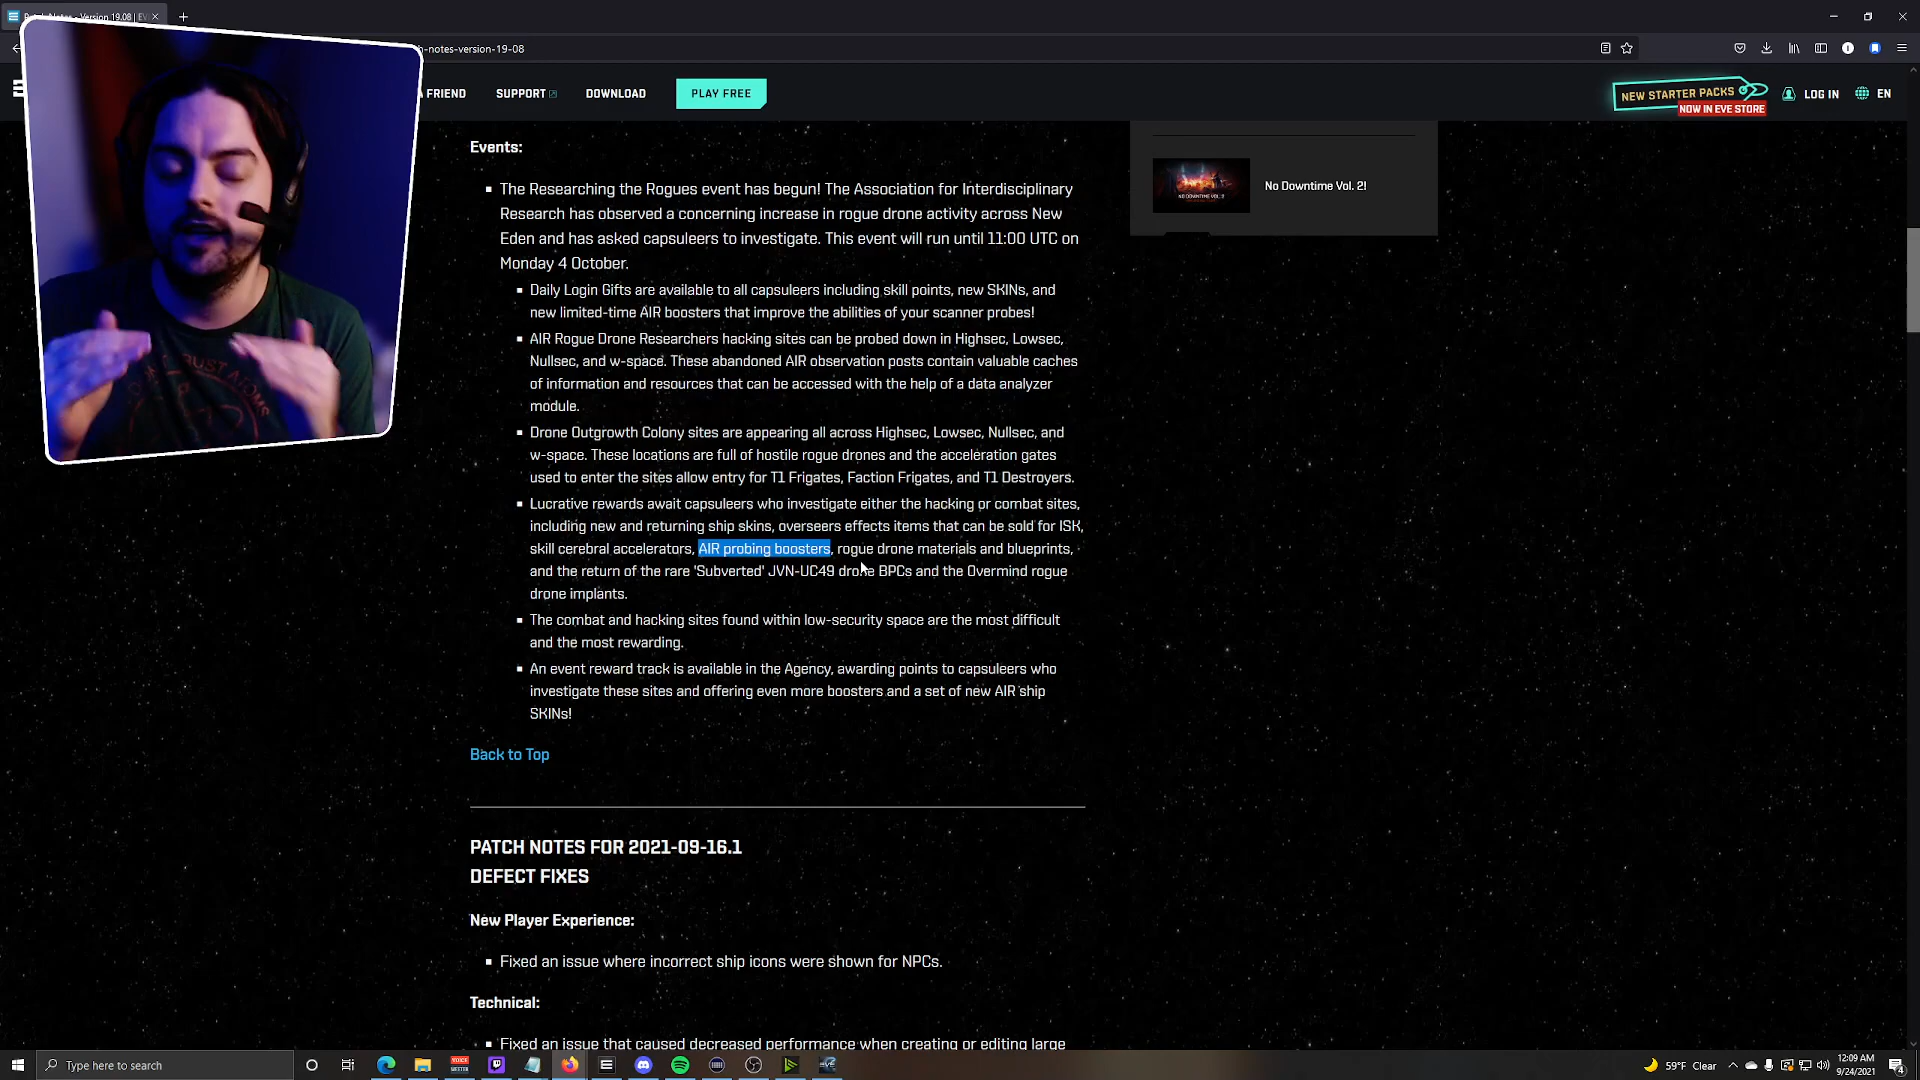 Patch Notes - Version 19.08 | EV
h-notes-version-19-08
A FRIEND
SUPPORT
DOWNLOAD
PLAY FREE
NEW STARTER PACKS
NOW IN EVE STORE
LOG IN
EN
Events:
The Researching the Rogues event has begun! The Association for Interdisciplinary
Research has observed a concerning increase in rogue drone activity across New
Eden and has asked capsuleers to investigate. This event will run until 11:00 UTC on
Monday 4 October.
Daily Login Gifts are available to all capsuleers including skill points, new SKINs, and
new limited-time AIR boosters that improve the abilities of your scanner probes!
AIR Rogue Drone Researchers hacking sites can be probed down in Highsec, Lowsec,
Nullsec, and w-space. These abandoned AIR observation posts contain valuable caches
of information and resources that can be accessed with the help of a data analyzer
module.
Drone Outgrowth Colony sites are appearing all across Highsec, Lowsec, Nullsec, and
w-space. These locations are full of hostile rogue drones and the acceleration gates
used to enter the sites allow entry for T1 Frigates, Faction Frigates, and T1 Destroyers.
Lucrative rewards await capsuleers who investigate either the hacking or combat sites,
including new and returning ship skins, overseers effects items that can be sold for ISK,
skill cerebral accelerators, AIR probing boosters, rogue drone materials and blueprints,
and the return of the rare 'Subverted' JVN-UC49 drone BPCs and the Overmind rogue
drone implants.
The combat and hacking sites found within low-security space are the most difficult
and the most rewarding.
An event reward track is available in the Agency, awarding points to capsuleers who
investigate these sites and offering even more boosters and a set of new AIR ship
SKINs!
Back to Top
No Downtime Vol. 2!
PATCH NOTES FOR 2021-09-16.1
DEFECT FIXES
New Player Experience:
Fixed an issue where incorrect ship icons were shown for NPCs.
Technical:
Fixed an issue that caused decreased performance when creating or editing large
Type here to search
59°F Clear
12:09 AM
9/24/2021